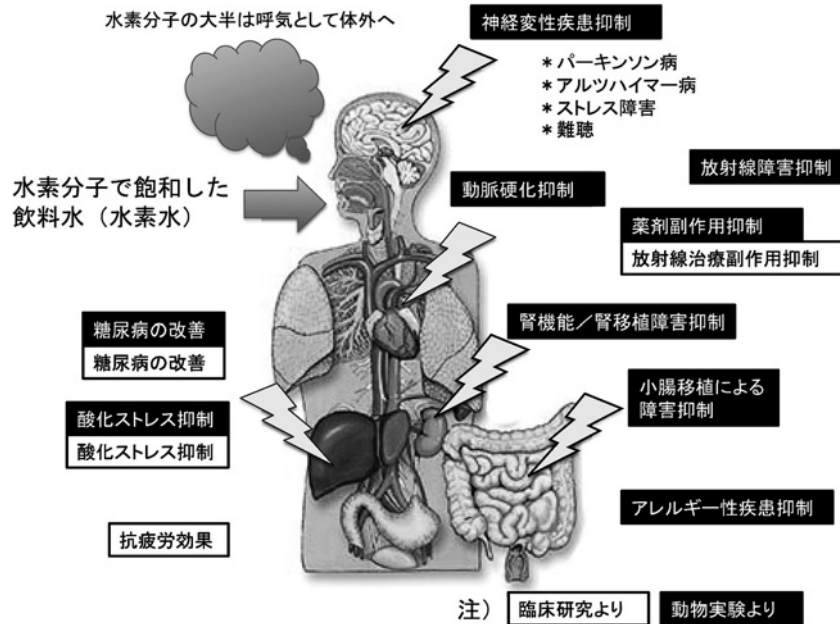 水素分子の大半は呼気として体外へ
神経変性疾患抑制
* パーキンソン病
* アルツハイマー病
* ストレス障害
* 難聴
水素分子で飽和した
飲料水（水素水）
動脈硬化抑制
放射線障害抑制
薬剤副作用抑制
放射線治療副作用抑制
糖尿病の改善
糖尿病の改善
腎機能／腎移植障害抑制
酸化ストレス抑制
酸化ストレス抑制
小腸移植による
障害抑制
抗疲労効果
アレルギー性疾患抑制
注） 臨床研究より 動物実験より